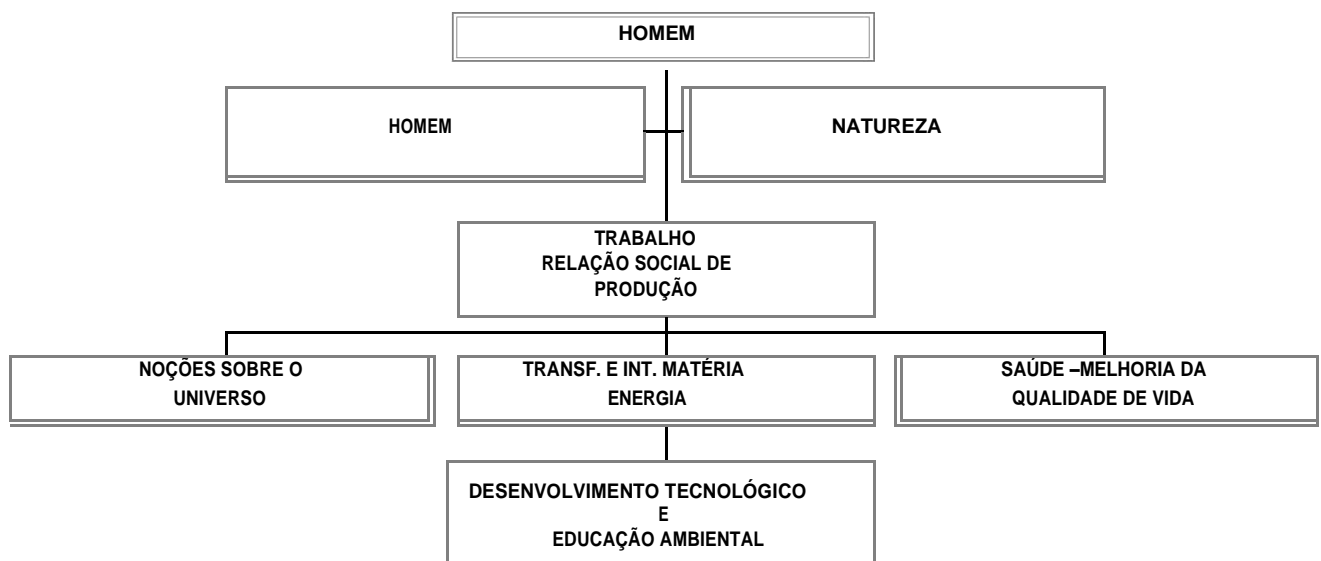 HOMEM
HOMEM
NATUREZA
TRABALHO
RELAÇÃO SOCIAL DE
PRODUÇÃO
NOÇÕES SOBRE O
UNIVERSO
TRANSF. E INT. MATÉRIA
ENERGIA
SAÚDE –MELHORIA DA
QUALIDADE DE VIDA
DESENVOLVIMENTO TECNOLÓGICO
E
EDUCAÇÃO AMBIENTAL